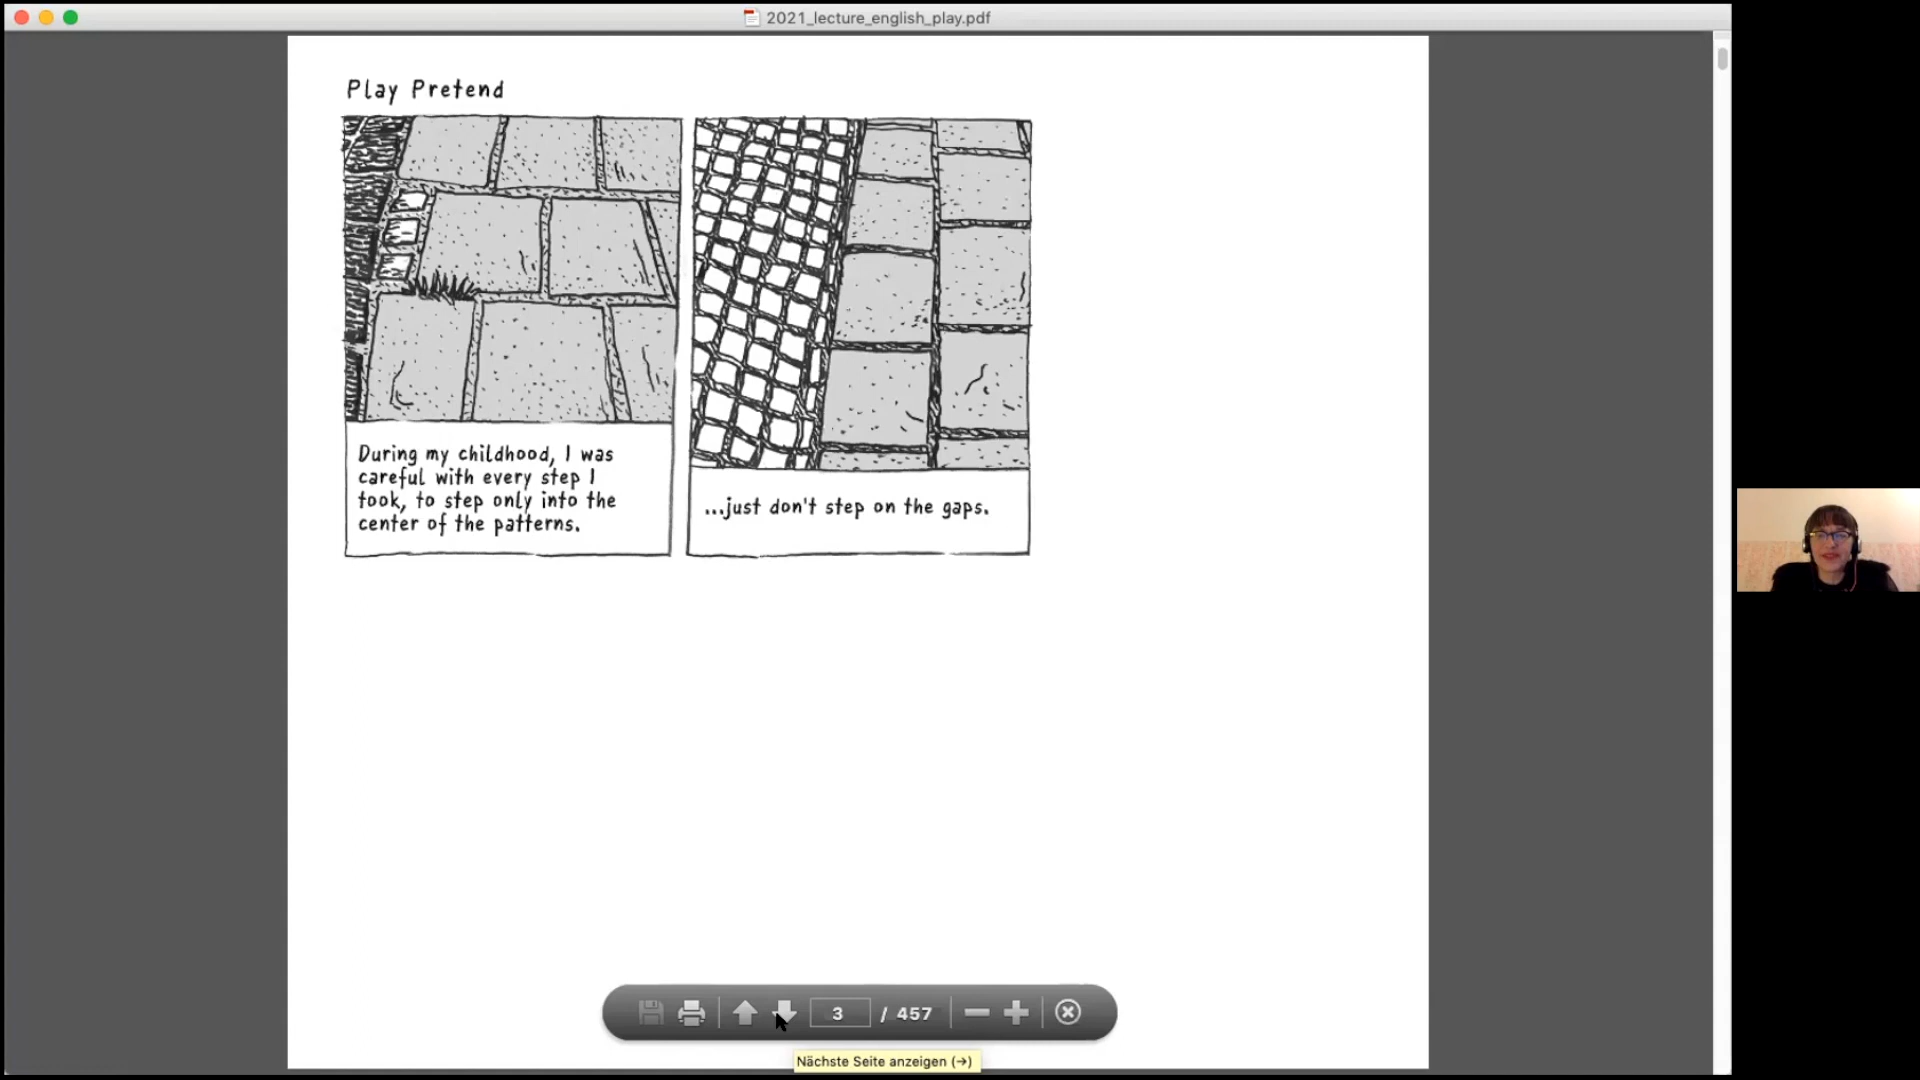 2021_lecture_english_play.pdf
Play Pretend
During my childhood, I was
careful with every step I
took, to step only into the
center of the patterns.
...just don't step on the gaps.
3 / 457
Nächste Seite anzeigen (→)